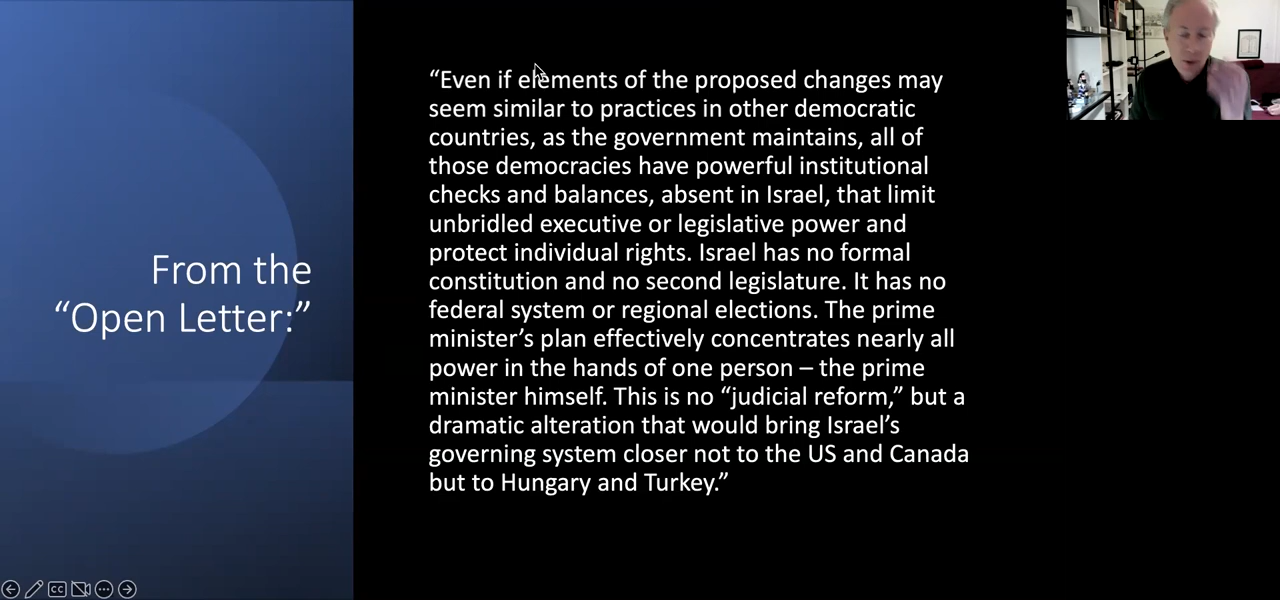 From the
“Open Letter:”
“Even if elements of the proposed changes may
seem similar to practices in other democratic
countries, as the government maintains, all of
those democracies have powerful institutional
checks and balances, absent in Israel, that limit
unbridled executive or legislative power and
protect individual rights. Israel has no formal
constitution and no second legislature. It has no
federal system or regional elections. The prime
minister’s plan effectively concentrates nearly all
power in the hands of one person – the prime
minister himself. This is no “judicial reform,” but a
dramatic alteration that would bring Israel’s
governing system closer not to the US and Canada
but to Hungary and Turkey.”
CC